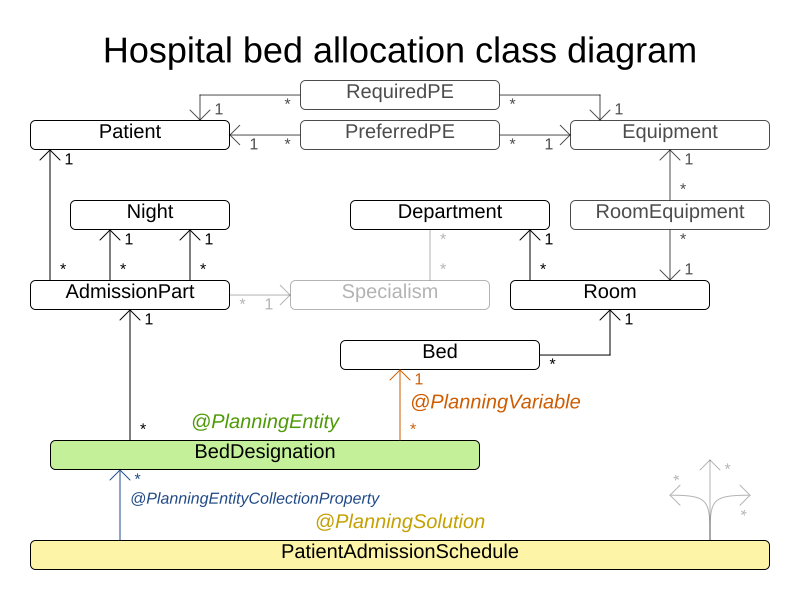 Hospital bed allocation class diagram
RequiredPE
* *
1 1
Patient PreferredPE Equipment
1 * * 1
1 1
*
Night Department RoomEquipment
1 1 * 1 *
* * * * * 1
AdmissionPart Specialism Room
* 1
1 1
Bed
*
1
@PlanningVariable
@PlanningEntity
* *
BedDesignation
* *
* @PlanningEntityCollectionProperty
*
@PlanningSolution
PatientAdmissionSchedule